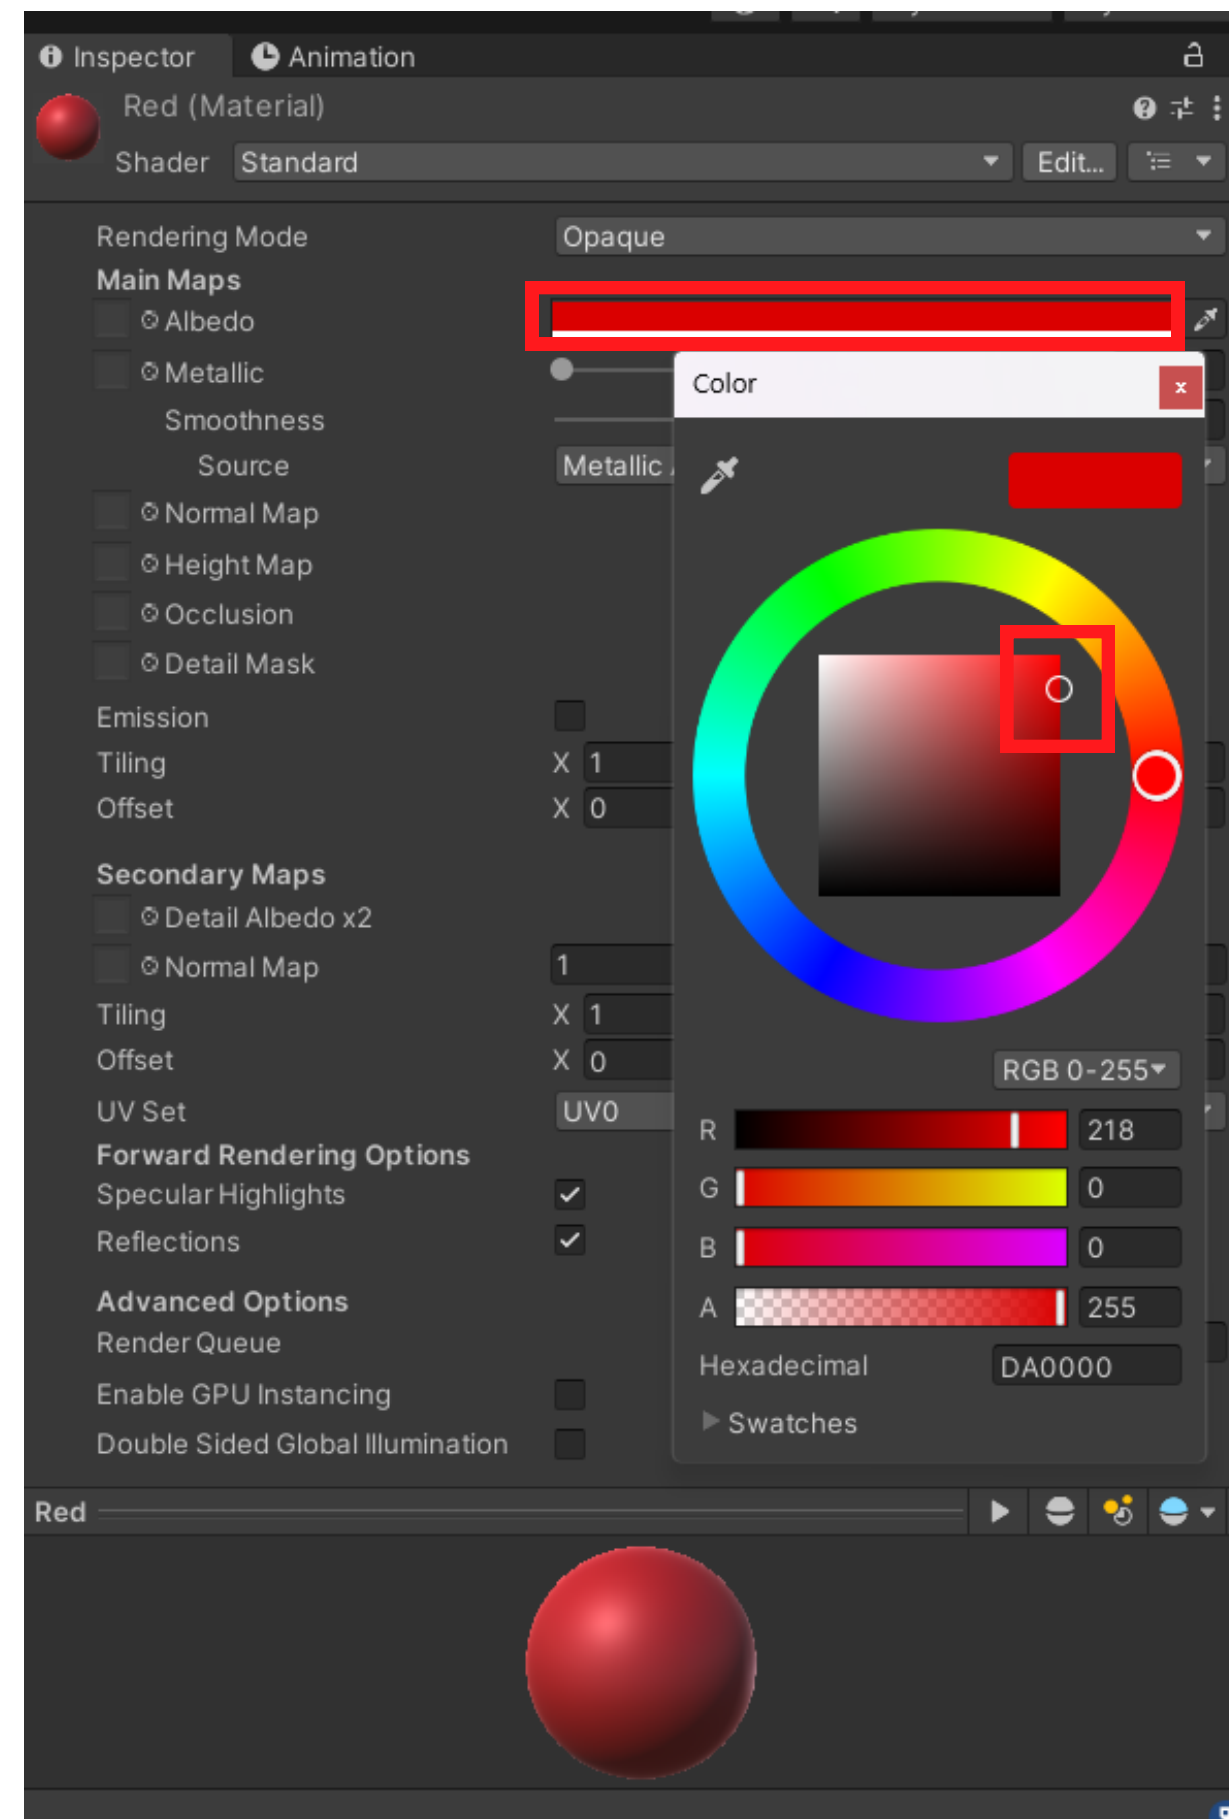 Inspector
Animation
Red (Material)
Shader Standard Edit...
Rendering Mode Opaque
Main Maps
Albedo
Metallic
Color
x
Smoothness
Source Metallic
Normal Map
Height Map
Occlusion
Detail Mask
Emission
Tiling X 1
Offset X 0
Secondary Maps
Detail Albedo x2
Normal Map 1
Tiling X 1
Offset X 0
RGB 0-255
UV Set UV0
R 218
Forward Rendering Options
Specular Highlights
G 0
Reflections
B 0
Advanced Options
A 255
Render Queue
Hexadecimal DA0000
Enable GPU Instancing
Swatches
Double Sided Global Illumination
Red